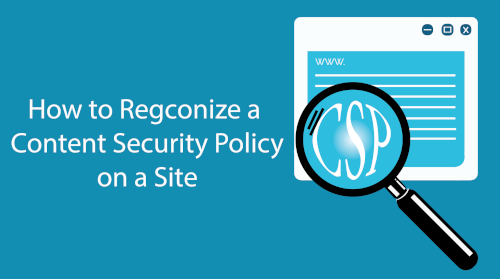 How to Regconize a
Content Security Policy
on a Site
www.
CSP